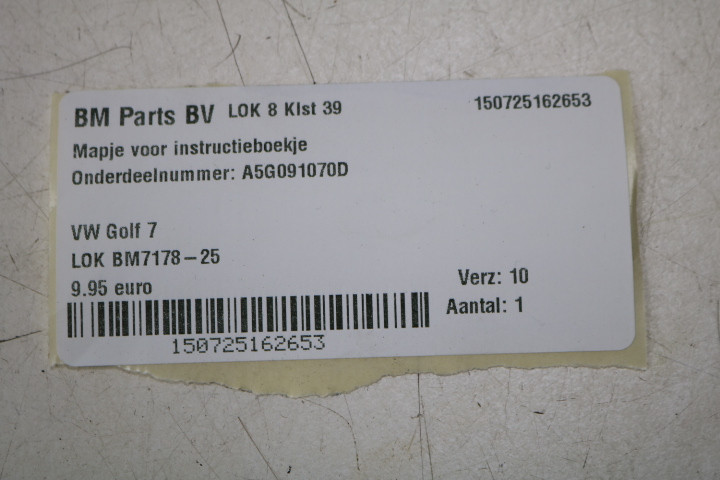 BM Parts BV LOK 8 Klst 39 150725162653
Mapje voor instructieboekje
Onderdeelnummer: A5G091070D
VW Golf 7
LOK BM7178-25
9.95 euro
Verz: 10
Aantal: 1
150725162653